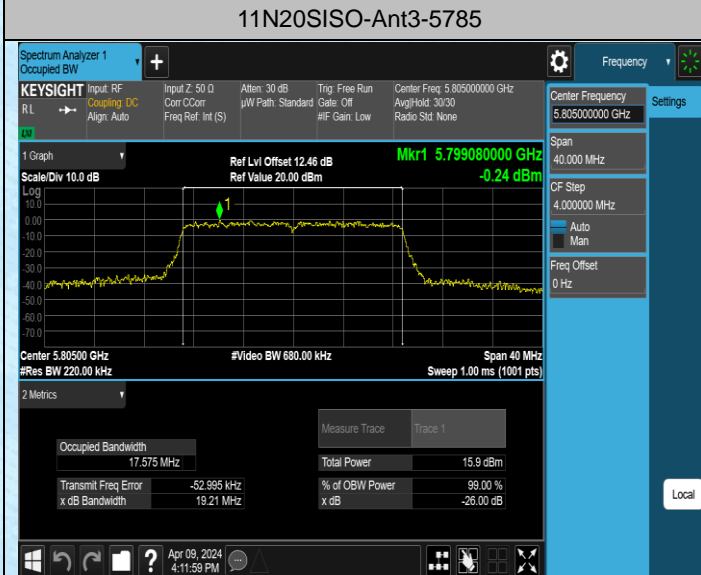 11N20SISO-Ant3-5785
Spectrum Analyzer 1
Occupied BW
Frequency
KEYSIGHT
RL
LXI
Input: RF
Coupling: DC
Align: Auto
Input Z: 50 Ω
Corr CCorr
Freq Ref: Int (S)
Atten: 30 dB
µW Path: Standard
Trig: Free Run
Gate: Off
#IF Gain: Low
Center Freq: 5.805000000 GHz
Avg|Hold: 30/30
Radio Std: None
Center Frequency
5.805000000 GHz
Settings
Span
40.000 MHz
CF Step
4.000000 MHz
Auto
Man
Freq Offset
0 Hz
1 Graph
Scale/Div 10.0 dB
Ref Lvl Offset 12.46 dB
Ref Value 20.00 dBm
Mkr1 5.799080000 GHz
-0.24 dBm
Log
10.0
0.00
-10.0
-20.0
-30.0
-40.0
-50.0
-60.0
-70.0
1
Center 5.80500 GHz
#Res BW 220.00 kHz
#Video BW 680.00 kHz
Span 40 MHz
Sweep 1.00 ms (1001 pts)
2 Metrics
Measure Trace Trace 1
Occupied Bandwidth
17.575 MHz
Total Power 15.9 dBm
Transmit Freq Error -52.995 kHz
% of OBW Power 99.00 %
x dB Bandwidth 19.21 MHz
x dB -26.00 dB
Local
?
Apr 09, 2024
4:11:59 PM